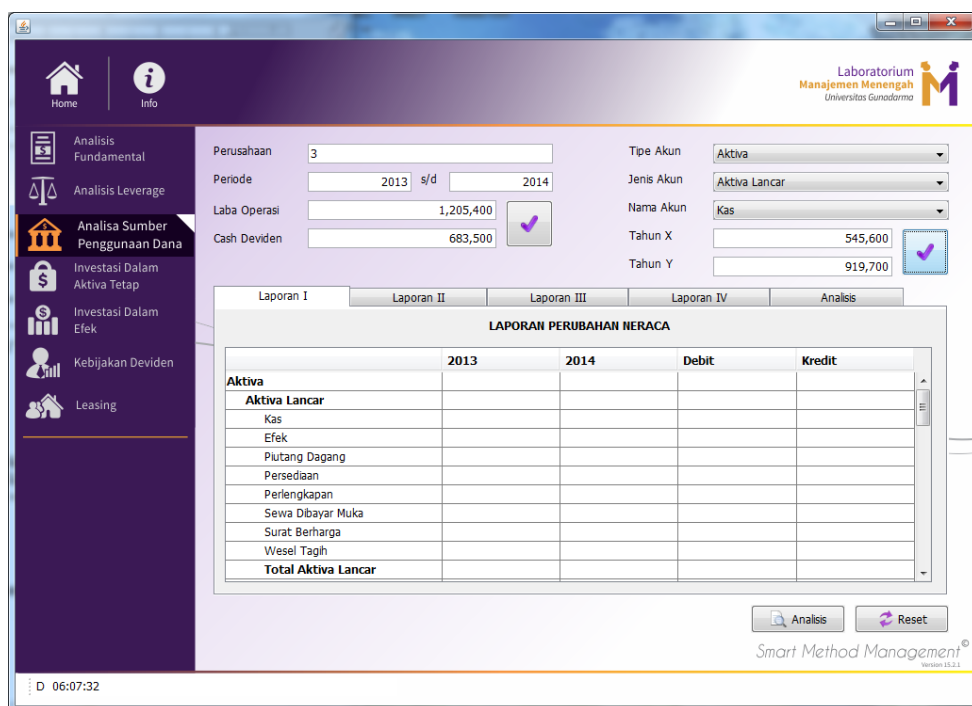 Home
Info
Laboratorium
Manajemen Menengah
Universitas Gunadarma
Analisis
Fundamental
Analisis Leverage
Analisa Sumber
Penggunaan Dana
Investasi Dalam
Aktiva Tetap
Investasi Dalam
Efek
Kebijakan Deviden
Leasing
Perusahaan 3
Periode 2013 s/d 2014
Laba Operasi 1,205,400
Cash Deviden 683,500
Tipe Akun Aktiva
Jenis Akun Aktiva Lancar
Nama Akun Kas
Tahun X 545,600
Tahun Y 919,700
Laporan I Laporan II Laporan III Laporan IV Analisis
LAPORAN PERUBAHAN NERACA
2013 2014 Debit Kredit
Aktiva
Aktiva Lancar
Kas
Efek
Piutang Dagang
Persediaan
Perlengkapan
Sewa Dibayar Muka
Surat Berharga
Wesel Tagih
Total Aktiva Lancar
Analisis Reset
Smart Method Management©
Version 15.2.1
D 06:07:32